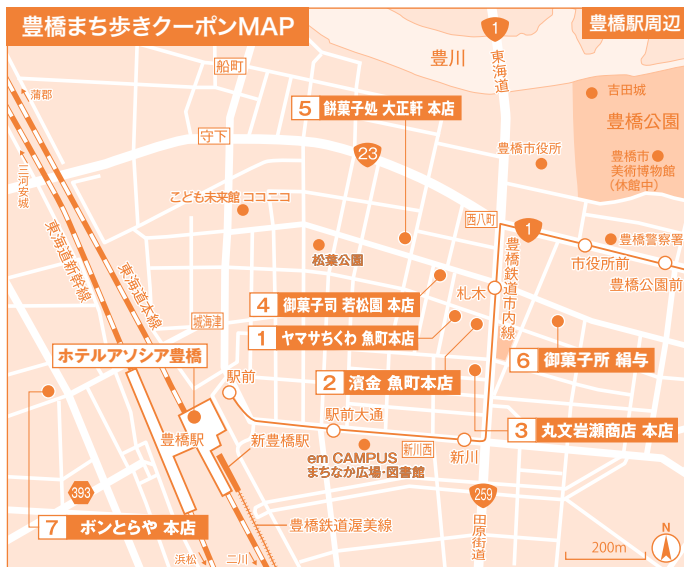 豊橋まち歩きクーポンMAP
豊橋駅周辺
1
東海道
豊川
船町
蒲郡
吉田城
豊橋公園
5 餅菓子処 大正軒 本店
守下
23
豊橋市役所
豊橋市
美術博物館
(休館中)
三河安城
こども未来館 ココニコ
西八町
1
豊橋警察署
松葉公園
市役所前
豊橋公園前
東海道新幹線
東海道本線
豊橋鉄道市内線
札木
4 御菓子司 若松園 本店
城海津
1 ヤマサちくわ 魚町本店
ホテルアソシア豊橋
6 御菓子所 絹与
駅前
2 濱金 魚町本店
駅前大通
豊橋駅
新豊橋駅
3 丸文岩瀬商店 本店
新川西
新川
em CAMPUS
まちなか広場・図書館
393
259
7 ボンとらや 本店
豊橋鉄道渥美線
田原街道
N
200m
浜松
二川